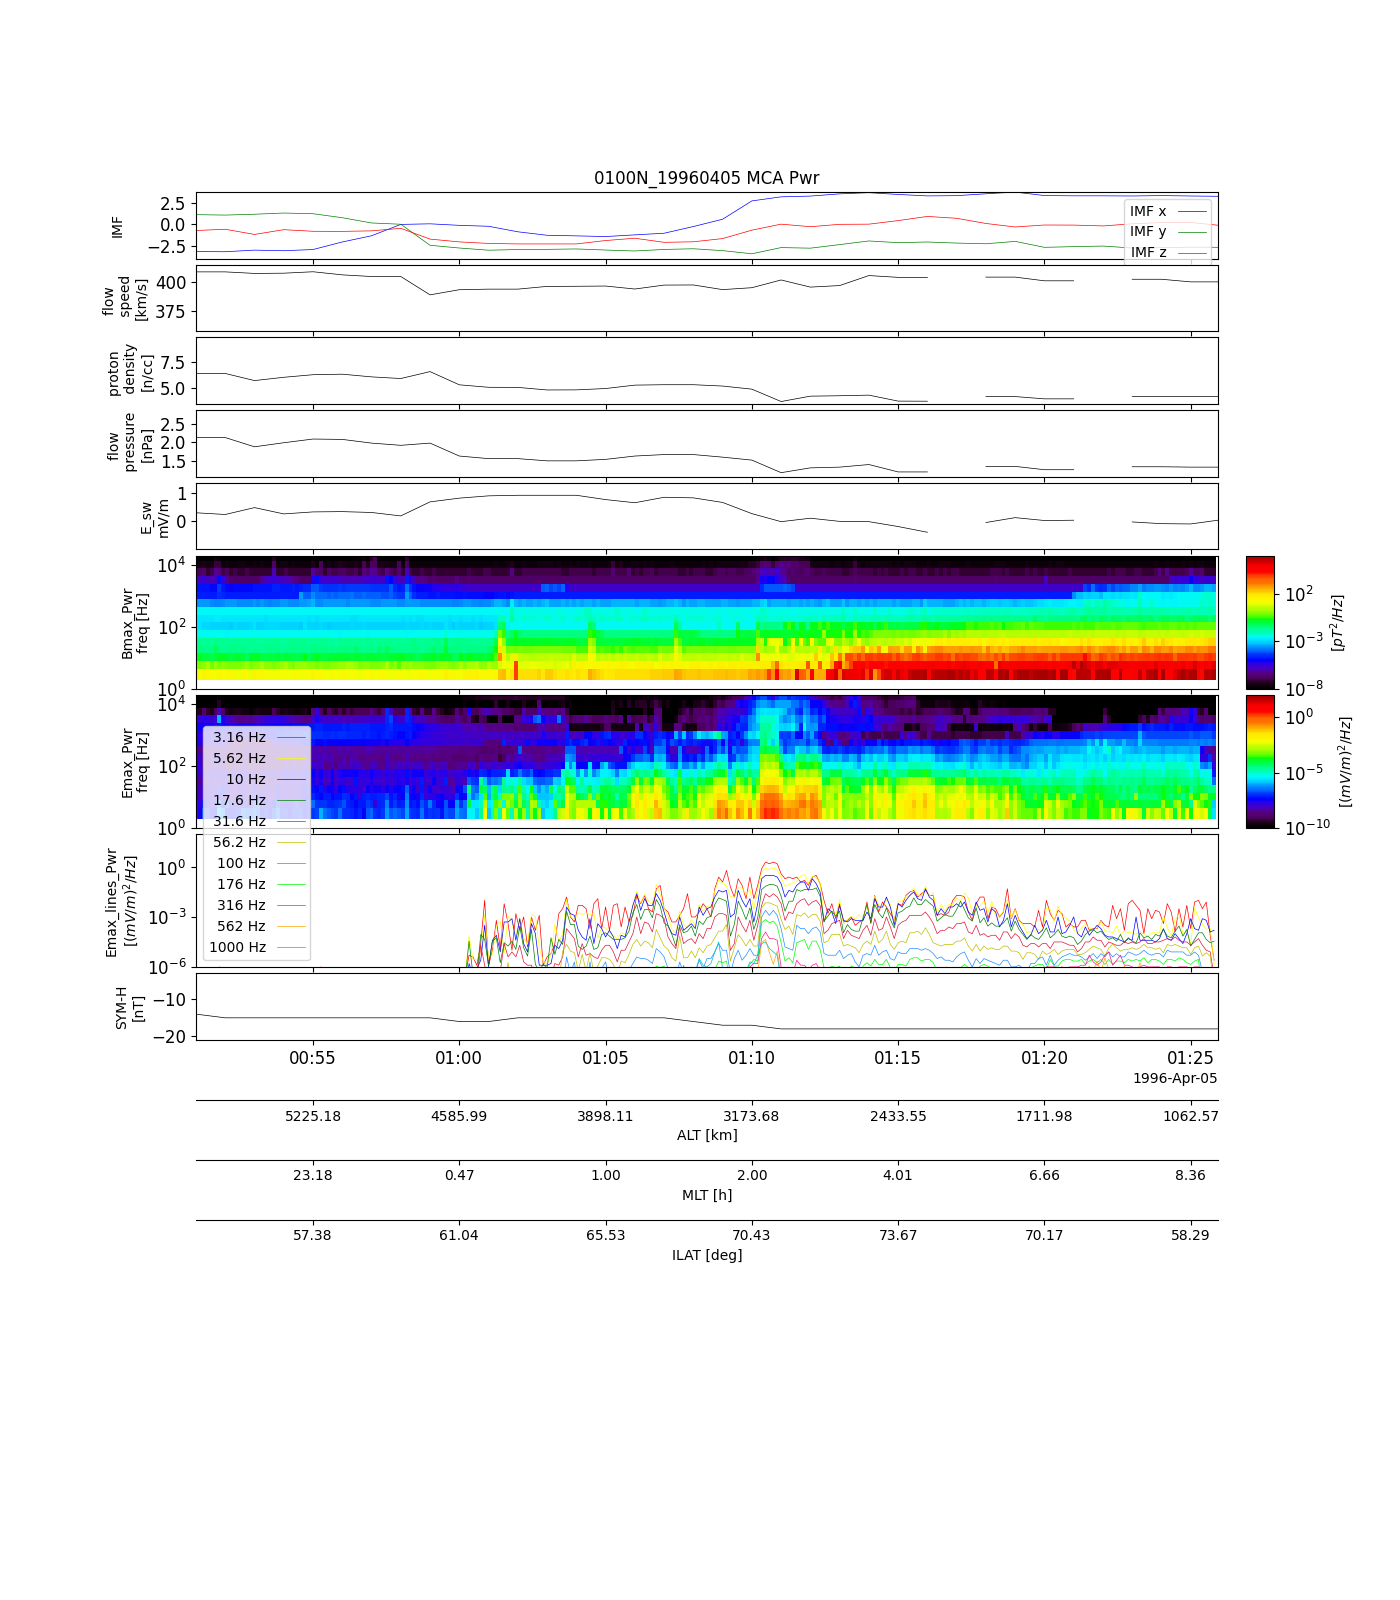 0100N_19960405 MCA Pwr
IMF
2.5
0.0
−2.5
IMF x
IMF y
IMF z
flow
speed
[km/s]
400
375
proton
density
[n/cc]
7.5
5.0
flow
pressure
[nPa]
2.5
2.0
1.5
E_sw
mV/m
1
0
Bmax_Pwr
freq [Hz]
10^4
10^2
10^0
10^2
10^−3
10^−8
[pT^2/Hz]
Emax_Pwr
freq [Hz]
10^4
10^2
10^0
10^0
10^−5
10^−10
[(mV/m)^2/Hz]
3.16 Hz
5.62 Hz
10 Hz
17.6 Hz
31.6 Hz
56.2 Hz
100 Hz
176 Hz
316 Hz
562 Hz
1000 Hz
Emax_lines_Pwr
[(mV/m)^2/Hz]
10^0
10^−3
10^−6
SYM-H
[nT]
−10
−20
00:55 01:00 01:05 01:10 01:15 01:20 01:25
1996-Apr-05
5225.18 4585.99 3898.11 3173.68 2433.55 1711.98 1062.57
ALT [km]
23.18 0.47 1.00 2.00 4.01 6.66 8.36
MLT [h]
57.38 61.04 65.53 70.43 73.67 70.17 58.29
ILAT [deg]